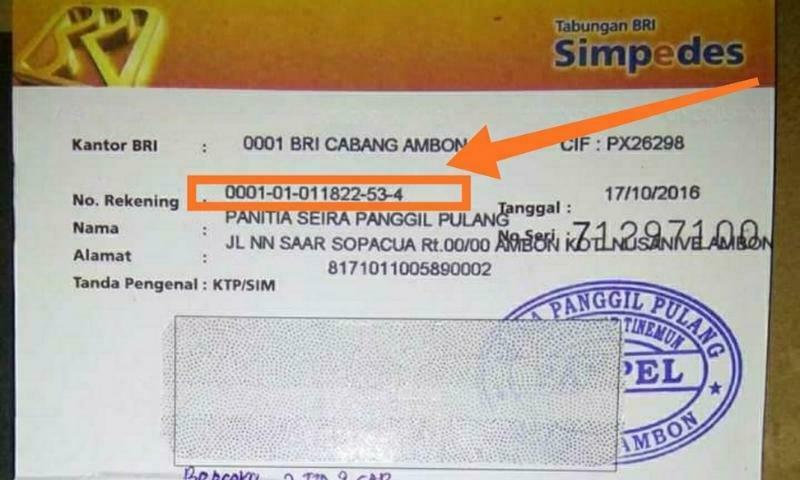 BRI
Tabungan BRI
Simpedes
Kantor BRI : 0001 BRI CABANG AMBON CIF : PX26298
No. Rekening : 0001-01-011822-53-4 Tanggal : 17/10/2016
Nama : PANITIA SEIRA PANGGIL PULANG No Seri : 71297100
Alamat : JL NN SAAR SOPACUA Rt.00/00 AMBON KOT. NUSANIVE AMBON
Tanda Pengenal : KTP/SIM 8171011005890002
PANGGIL PULANG
TINEMUN
PEL
AMBON